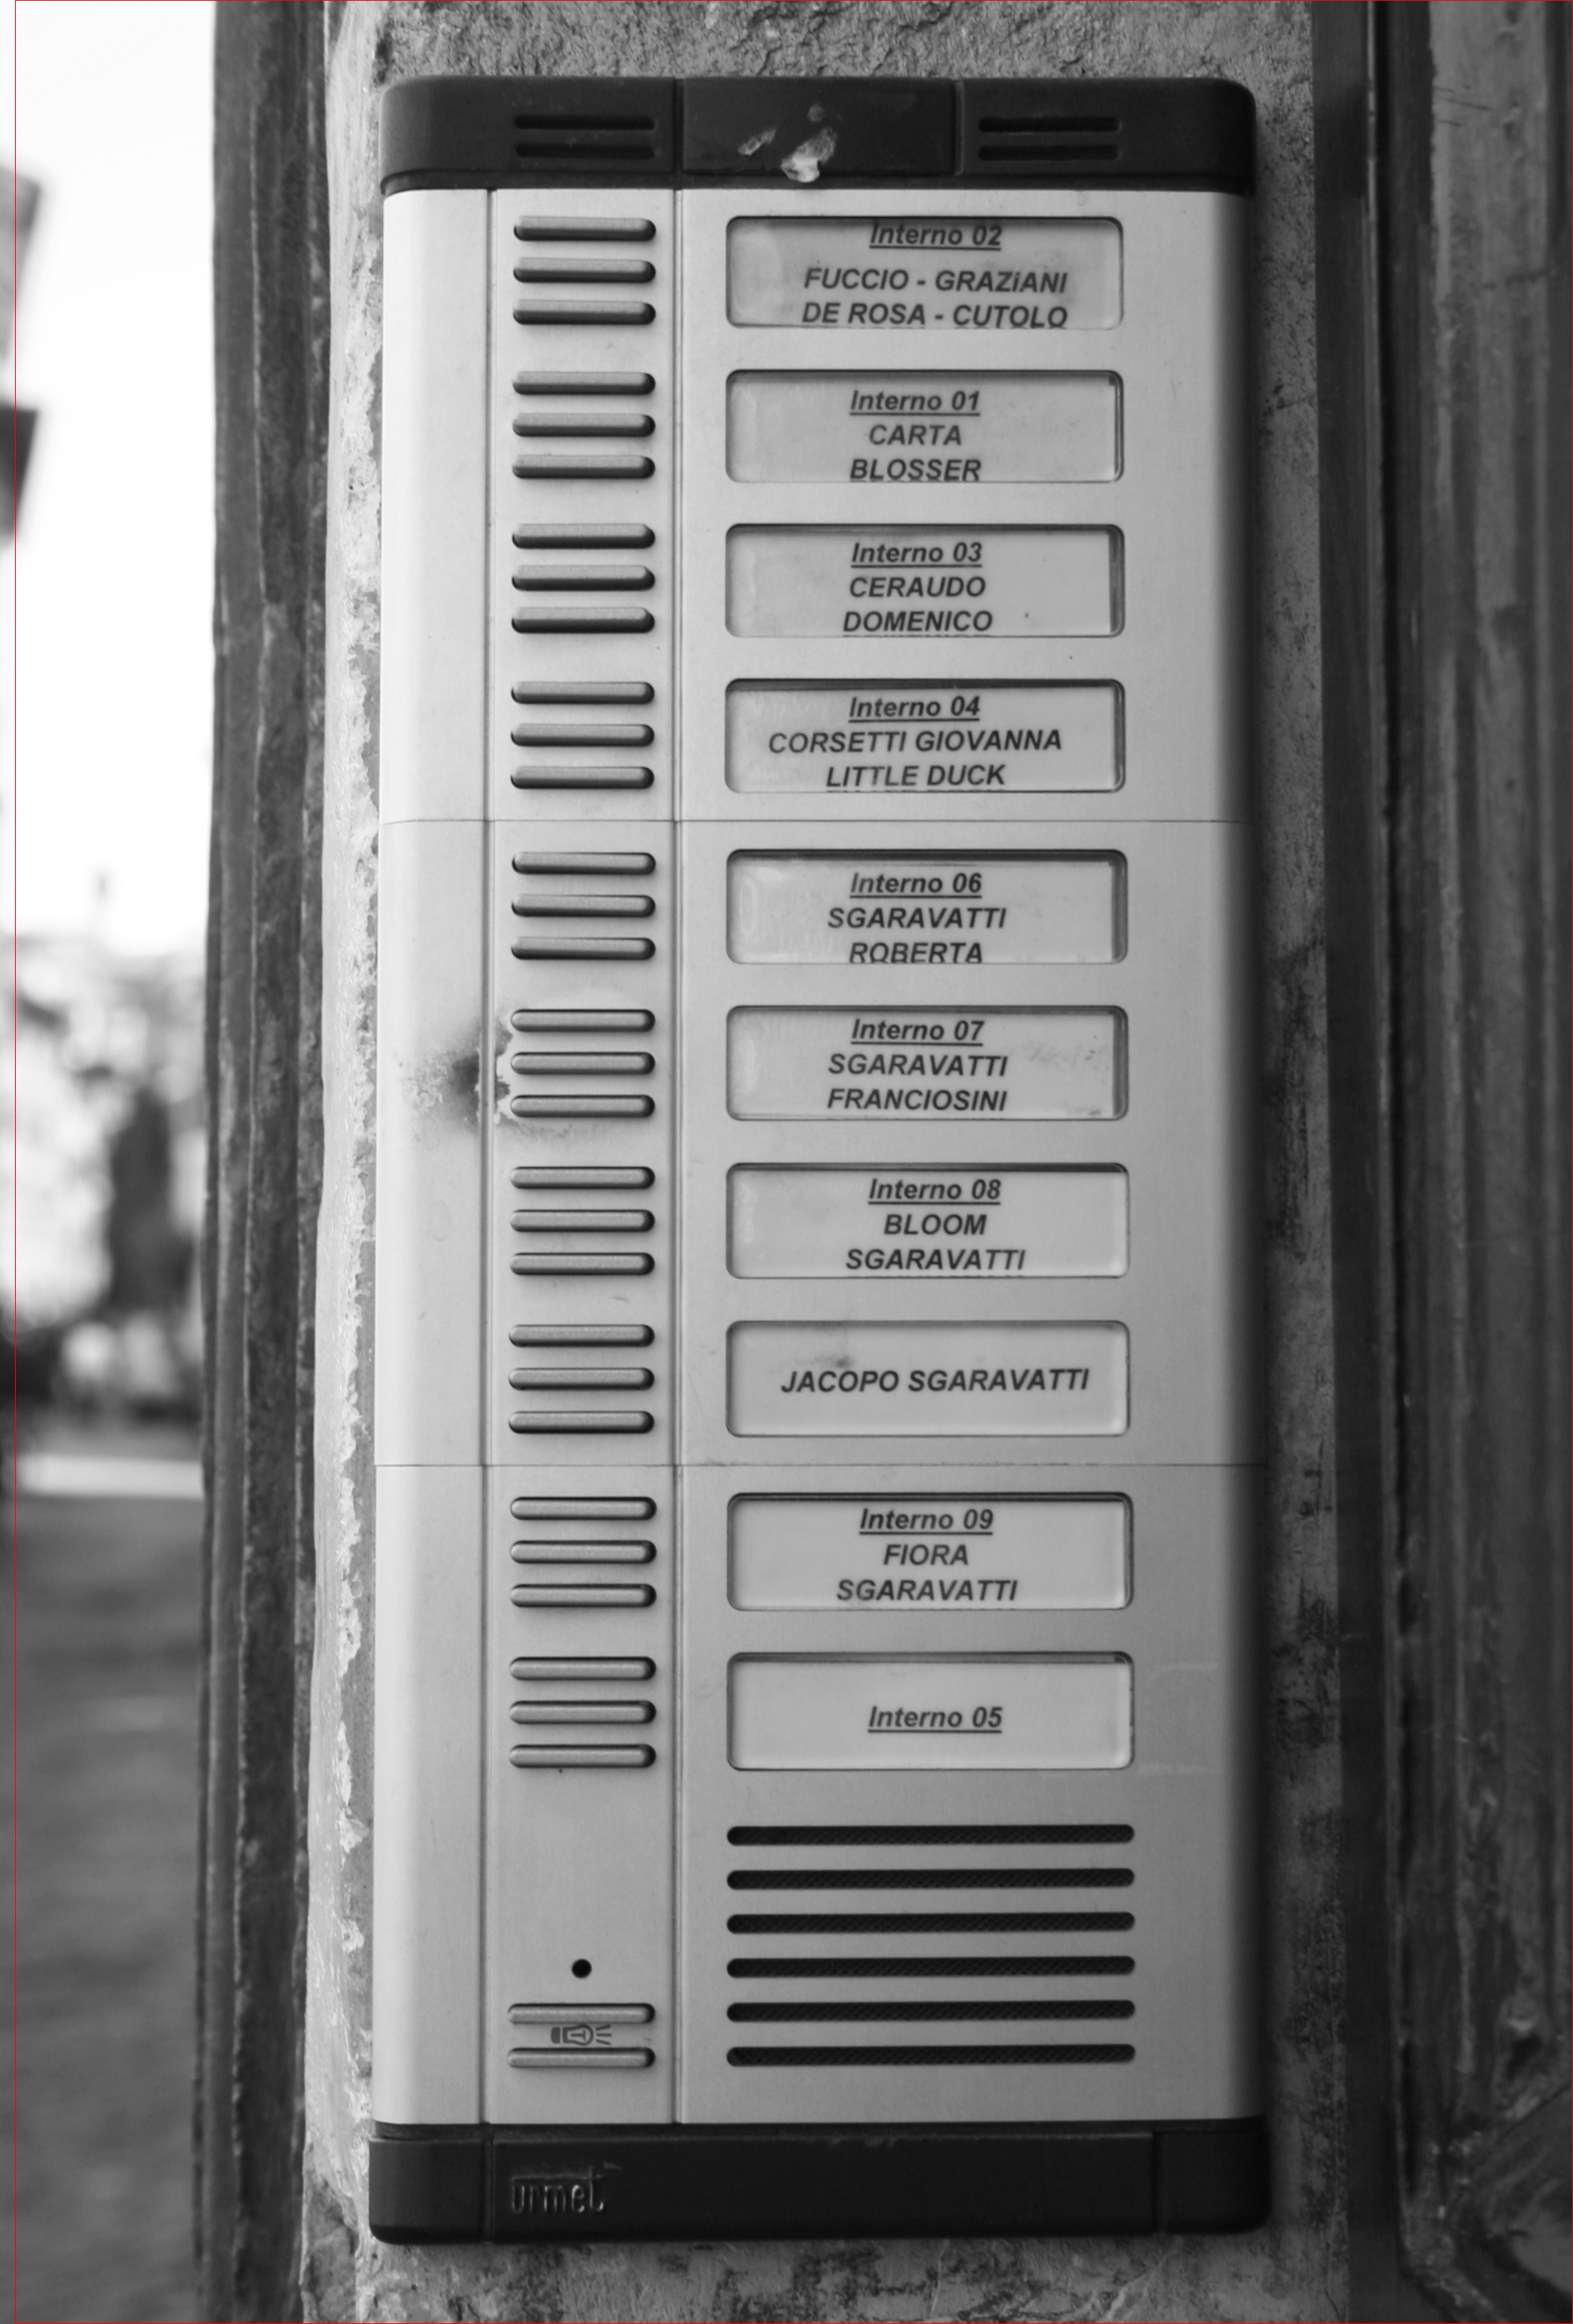 Interno 02
FUCCIO - GRAZiANI
DE ROSA - CUTOLO
Interno 01
CARTA
BLOSSER
Interno 03
CERAUDO
DOMENICO
Interno 04
CORSETTI GIOVANNA
LITTLE DUCK
Interno 06
SGARAVATTI
ROBERTA
Interno 07
SGARAVATTI
FRANCIOSINI
Interno 08
BLOOM
SGARAVATTI
JACOPO SGARAVATTI
Interno 09
FIORA
SGARAVATTI
Interno 05
urmet